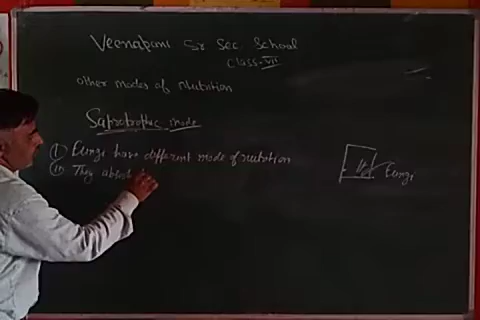 Veenapani Sr Sec. School
Class-VII
other modes of Nutrition
Saprotrophic mode
(i) Fungi have different mode of nutrition
(ii) They absorb
Fungi